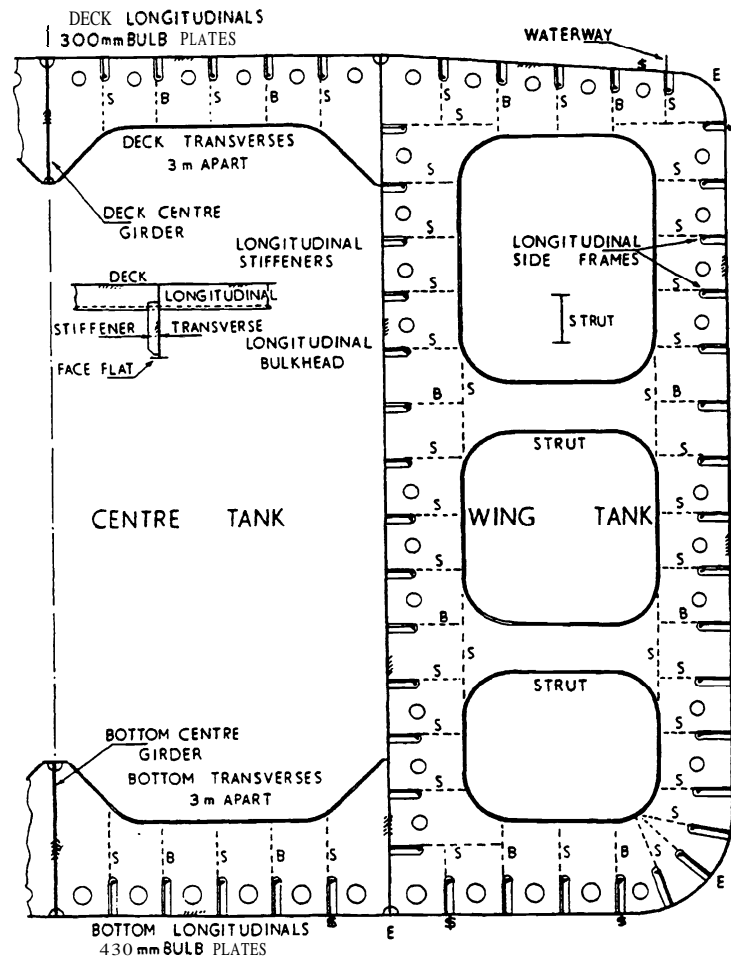 DECK LONGITUDINALS
300mm BULB PLATES
WATERWAY
$
E
S
B
S
B
S
S
B
S
B
S
S
S
DECK TRANSVERSES
3 m APART
S
S
DECK CENTRE
GIRDER
S
S
LONGITUDINAL
STIFFENERS
LONGITUDINAL
SIDE FRAMES
DECK
LONGITUDINAL
S
S
STIFFENER
TRANSVERSE
STRUT
LONGITUDINAL
BULKHEAD
FACE FLAT
S
S
B
S
S
B
S
STRUT
S
CENTRE TANK
WING TANK
S
S
S
S
B
B
S
S
S
S
STRUT
BOTTOM CENTRE
GIRDER
S
S
BOTTOM TRANSVERSES
3 m APART
S
S
S
B
S
B
S
S
B
S
B
S
E
BOTTOM LONGITUDINALS
430 mm BULB PLATES
$
E
$
$